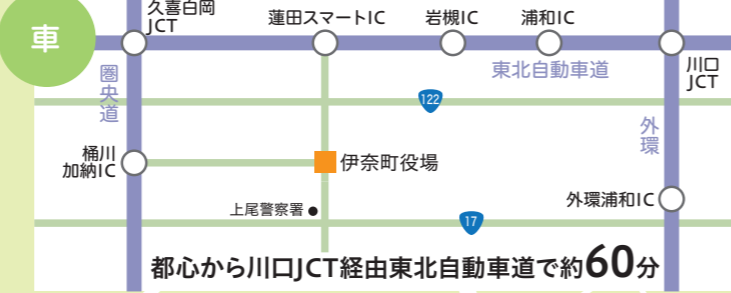 車
久喜白岡
JCT
蓮田スマートIC
岩槻IC
浦和IC
川口
JCT
圏央道
東北自動車道
122
外環
桶川
加納IC
伊奈町役場
外環浦和IC
上尾警察署
17
都心から川口JCT経由東北自動車道で約60分